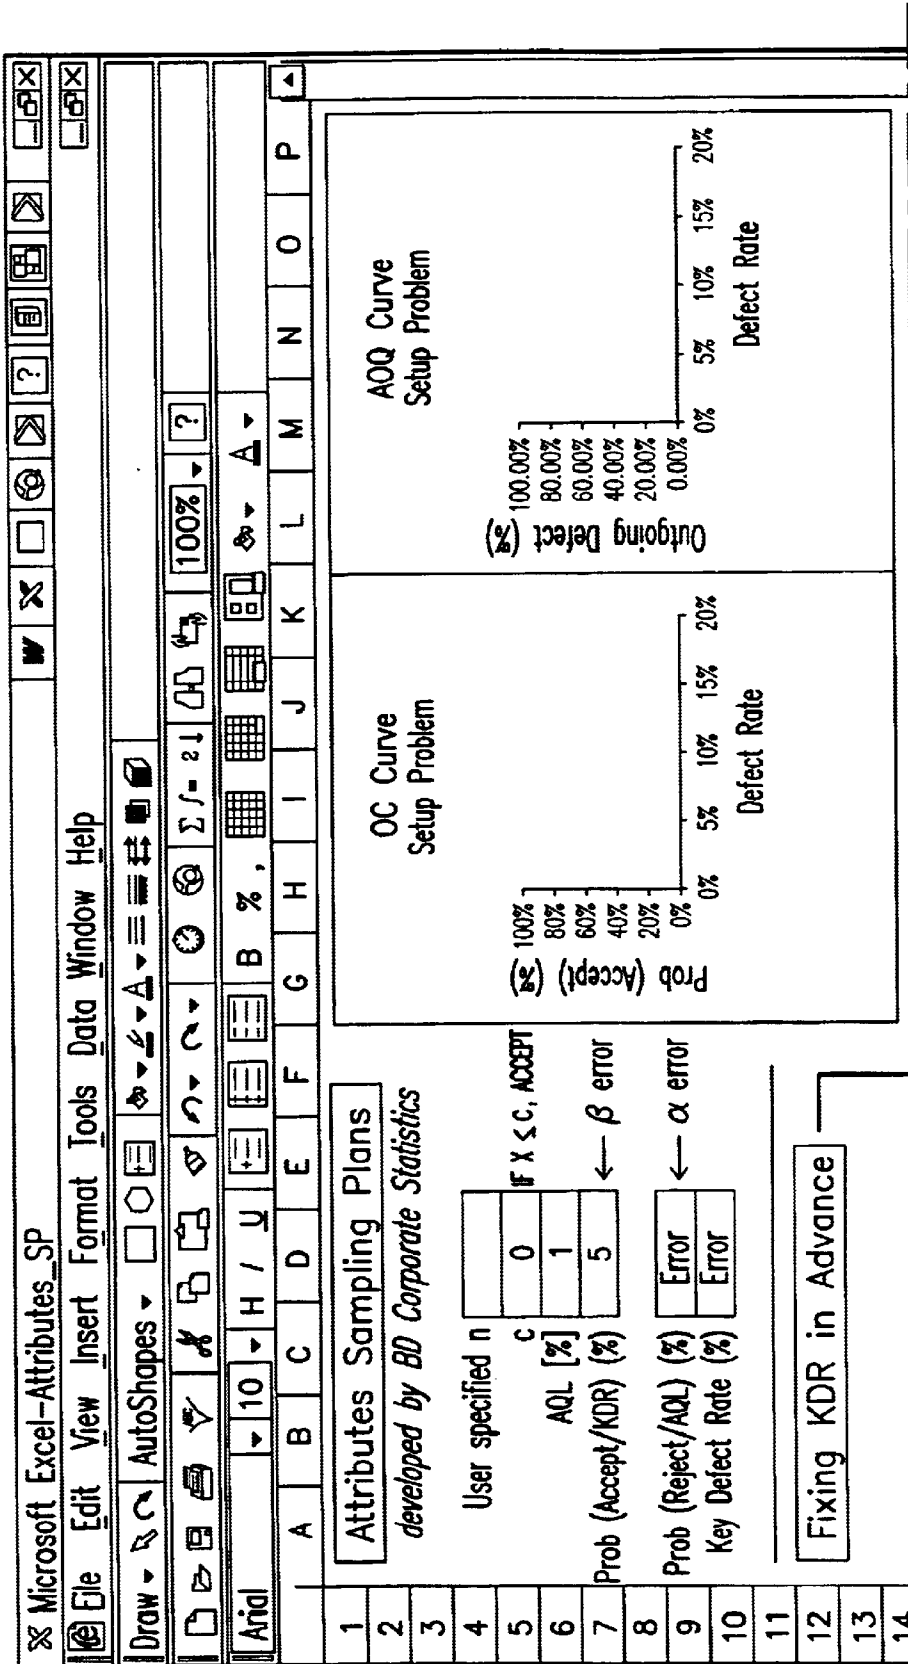 Microsoft Excel-Attributes_SP
File Edit View Insert Format Tools Data Window Help
Draw AutoShapes A
Σ f= 100% ?
Arial 10 H / U B % , A
A B C D E F G H I J K L M N O P
1 Attributes Sampling Plans
2 developed by BD Corporate Statistics
3
4 User specified n
5 c 0 IF X ≤ C, ACCEPT
6 AQL [%] 1
7 Prob (Accept/KDR) (%) 5 ← β error
8
9 Prob (Reject/AQL) (%) Error ← α error
10 Key Defect Rate (%) Error
11
12 Fixing KDR in Advance
13
14
OC Curve
Setup Problem
Prob (Accept) (%)
100%
80%
60%
40%
20%
0%
0% 5% 10% 15% 20%
Defect Rate
AOQ Curve
Setup Problem
Outgoing Defect (%)
100.00%
80.00%
60.00%
40.00%
20.00%
0.00%
0% 5% 10% 15% 20%
Defect Rate